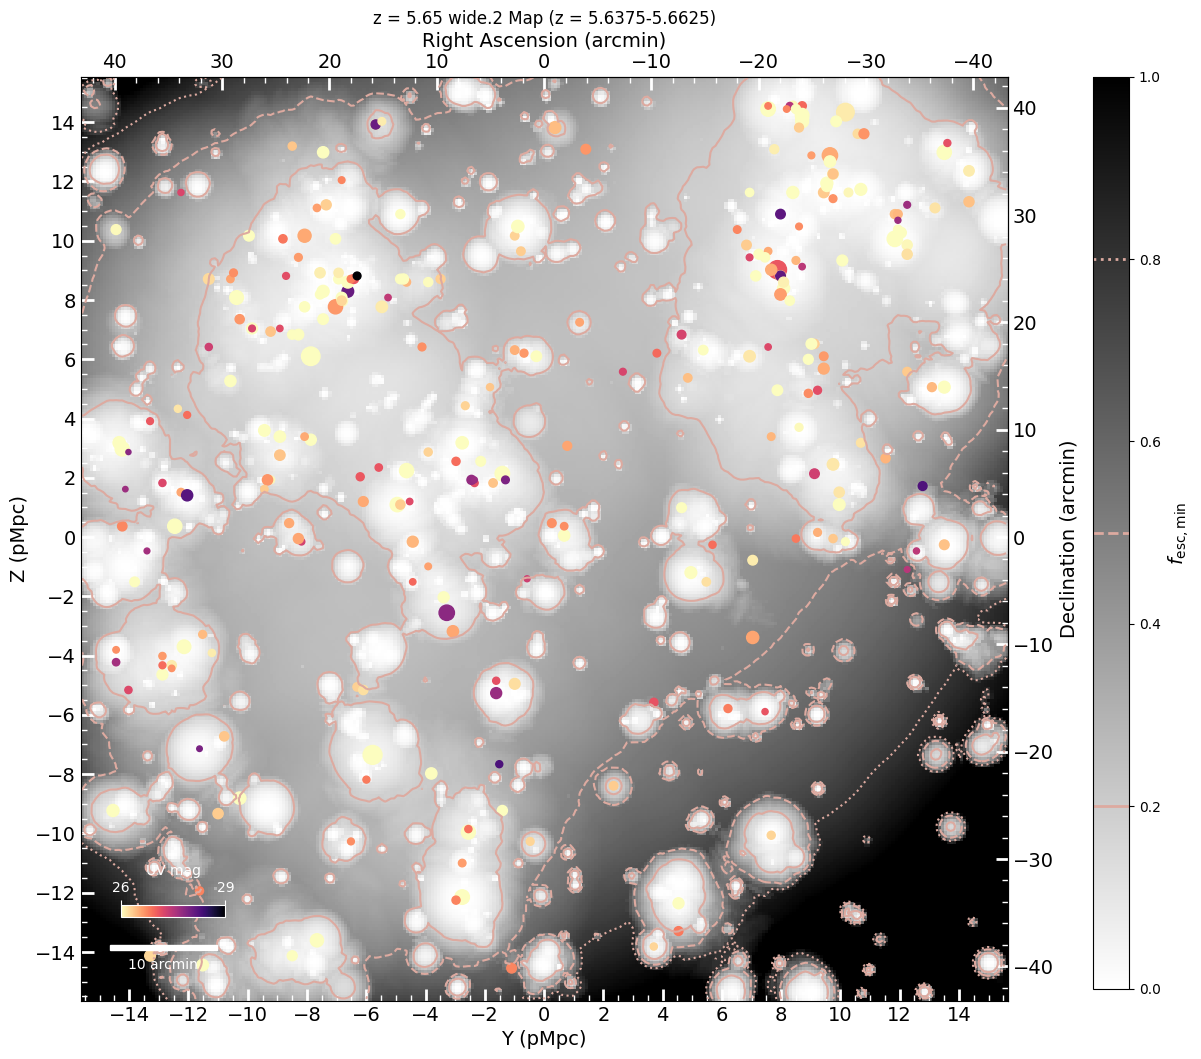 z = 5.65 wide.2 Map (z = 5.6375-5.6625)
Right Ascension (arcmin)
40 30 20 10 0 −10 −20 −30 −40
14 12 10 8 6 4 2 0 −2 −4 −6 −8 −10 −12 −14
Z (pMpc)
40 30 20 10 0 −10 −20 −30 −40
Declination (arcmin)
1.0 0.8 0.6 0.4 0.2 0.0
fesc,min
UV mag
26 -29
10 arcmin
−14 −12 −10 −8 −6 −4 −2 0 2 4 6 8 10 12 14
Y (pMpc)